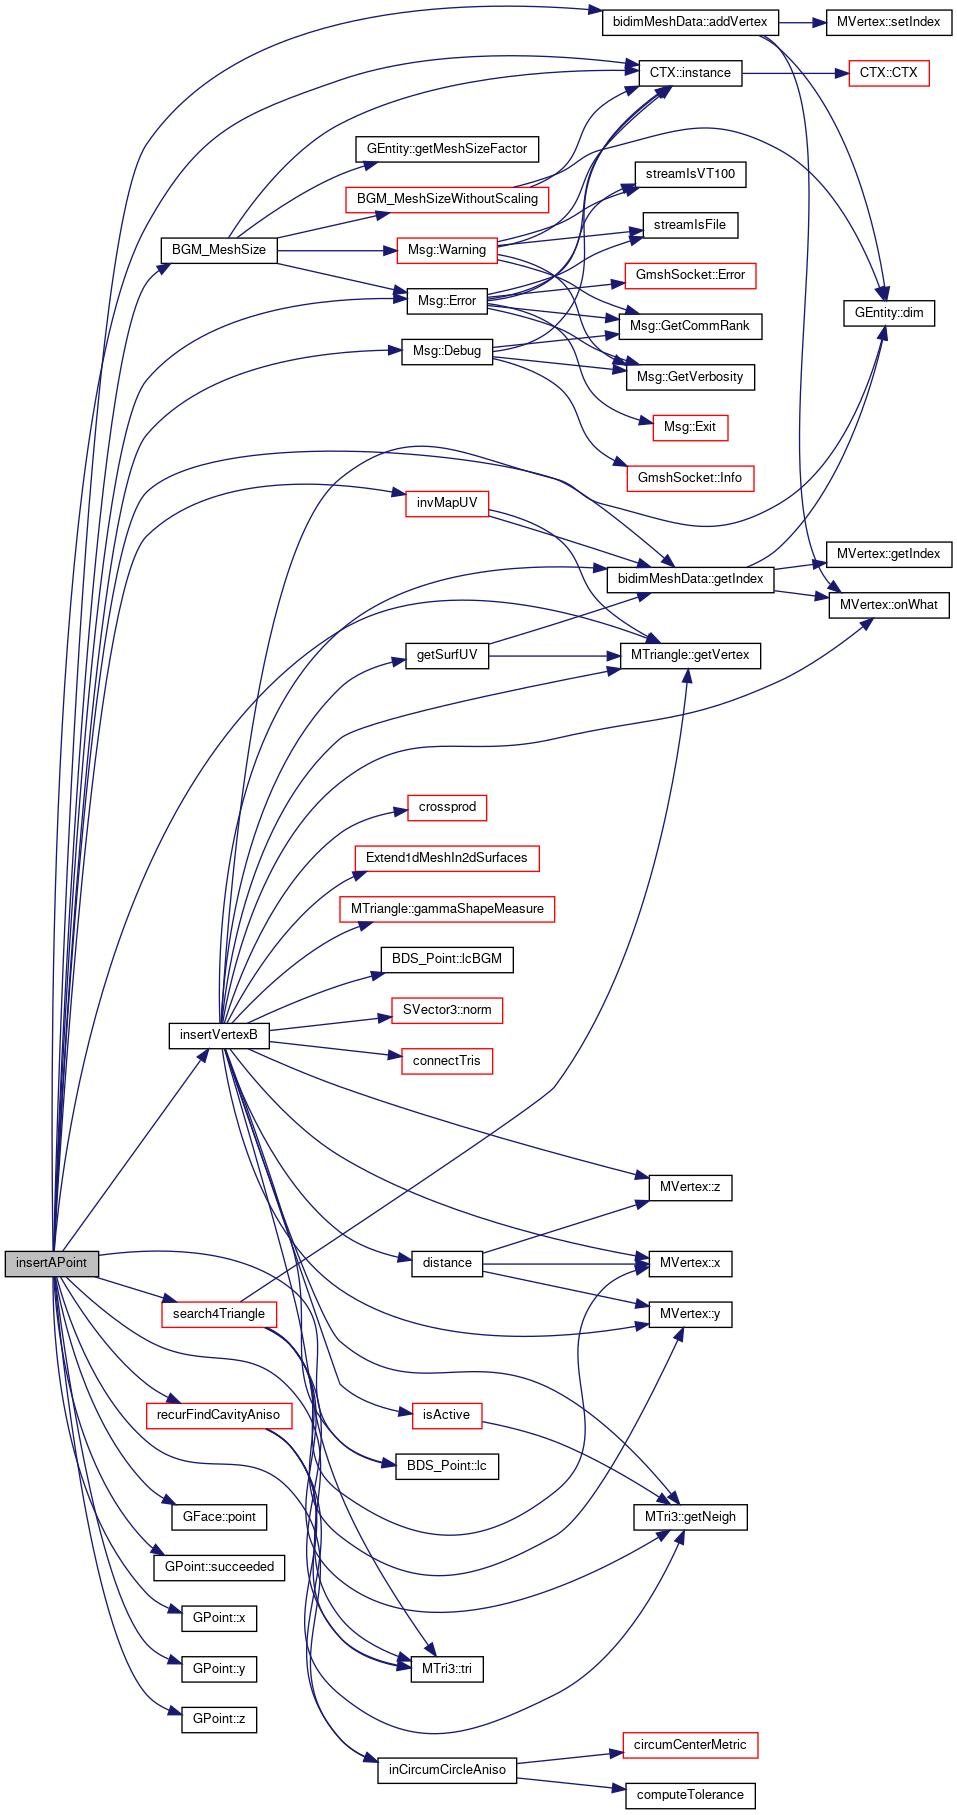 bidimMeshData::addVertex
MVertex::setIndex
CTX::instance
CTX::CTX
GEntity::getMeshSizeFactor
streamIsVT100
BGM_MeshSizeWithoutScaling
streamIsFile
BGM_MeshSize
Msg::Warning
GmshSocket::Error
Msg::Error
GEntity::dim
Msg::GetCommRank
Msg::Debug
Msg::GetVerbosity
Msg::Exit
GmshSocket::Info
invMapUV
MVertex::getIndex
bidimMeshData::getIndex
MVertex::onWhat
getSurfUV
MTriangle::getVertex
crossprod
Extend1dMeshIn2dSurfaces
MTriangle::gammaShapeMeasure
BDS_Point::lcBGM
SVector3::norm
insertVertexB
connectTris
MVertex::z
insertAPoint
distance
MVertex::x
search4Triangle
MVertex::y
recurFindCavityAniso
isActive
BDS_Point::lc
GFace::point
MTri3::getNeigh
GPoint::succeeded
GPoint::x
GPoint::y
MTri3::tri
GPoint::z
circumCenterMetric
inCircumCircleAniso
computeTolerance